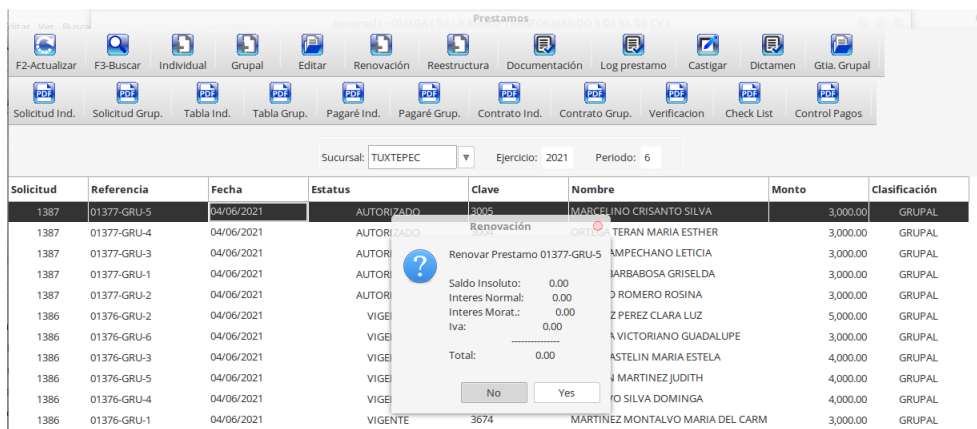 Prestamos
F2-Actualizar F3-Buscar Individual Grupal Editar Renovación Reestructura Documentación Log prestamo Castigar Dictamen Gtia. Grupal
PDF PDF PDF PDF PDF PDF PDF PDF PDF PDF PDF
Solicitud Ind. Solicitud Grup. Tabla Ind. Tabla Grup. Pagaré Ind. Pagaré Grup. Contrato Ind. Contrato Grup. Verificacion Check List Control Pagos
Sucursal: TUXTEPEC Ejercicio: 2021 Periodo: 6
Solicitud Referencia Fecha Estatus Clave Nombre Monto Clasificación
1387 01377-GRU-5 04/06/2021 AUTORIZADO 3005 MARCELINO CRISANTO SILVA 3,000.00 GRUPAL
1387 01377-GRU-4 04/06/2021 TERAN MARIA ESTHER 3,000.00 GRUPAL
1387 01377-GRU-3 04/06/2021 LETICIA 3,000.00 GRUPAL
1387 01377-GRU-1 04/06/2021 GRISELDA 3,000.00 GRUPAL
1387 01377-GRU-2 04/06/2021 ROMERO ROSINA 3,000.00 GRUPAL
1386 01376-GRU-2 04/06/2021 PEREZ CLARA LUZ 5,000.00 GRUPAL
1386 01376-GRU-6 04/06/2021 VICTORIANO GUADALUPE 3,000.00 GRUPAL
1386 01376-GRU-3 04/06/2021 MARIA ESTELA 4,000.00 GRUPAL
1386 01376-GRU-5 04/06/2021 MARTINEZ JUDITH 4,000.00 GRUPAL
1386 01376-GRU-4 04/06/2021 SILVA DOMINGA 4,000.00 GRUPAL
1386 01376-GRU-1 04/06/2021 VIGENTE 3674 MARTINEZ MONTALVO MARIA DEL CARM 3,000.00 GRUPAL
Renovación
Renovar Prestamo 01377-GRU-5
Saldo Insoluto: 0.00
Interes Normal: 0.00
Interes Morat.: 0.00
Iva: 0.00
---------------
Total: 0.00
No Yes